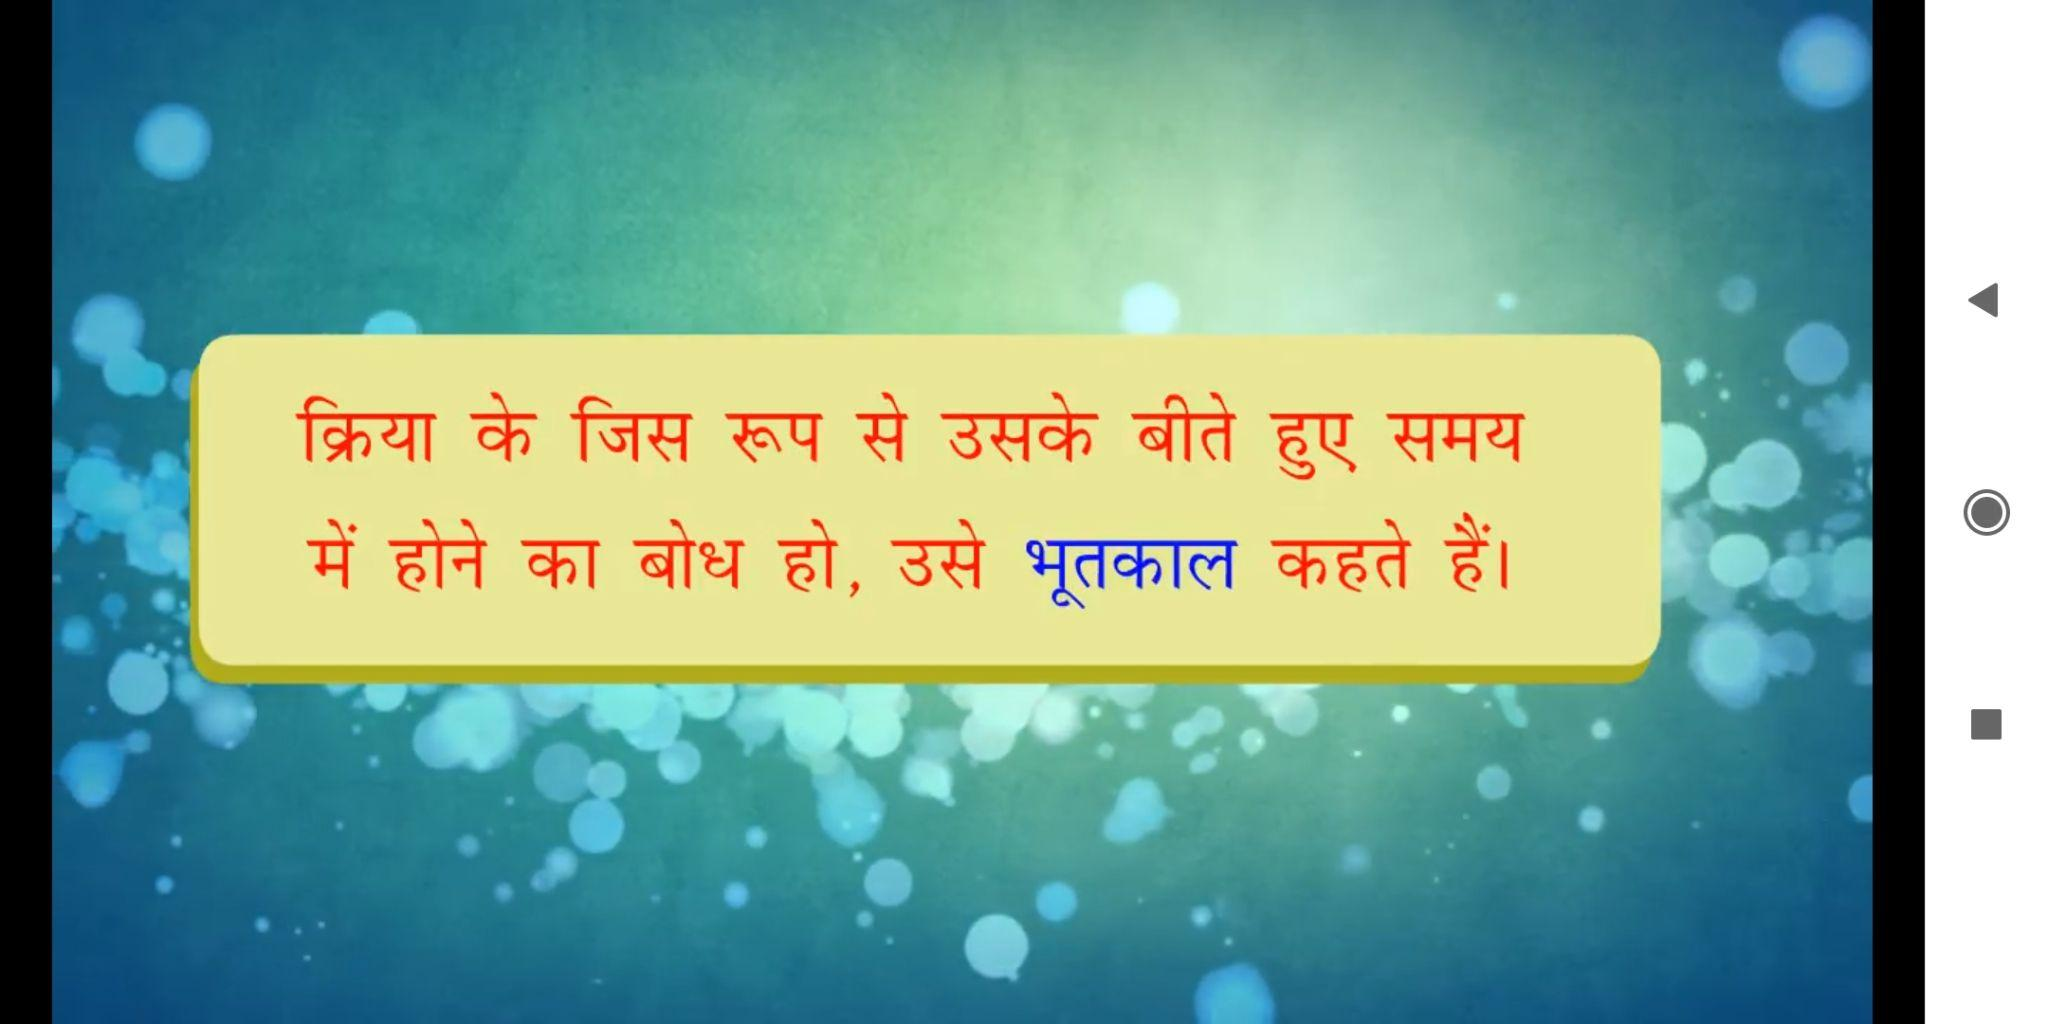 क्रिया के जिस रूप से उसके बीते हुए समय
में होने का बोध हो, उसे भूतकाल कहते हैं।